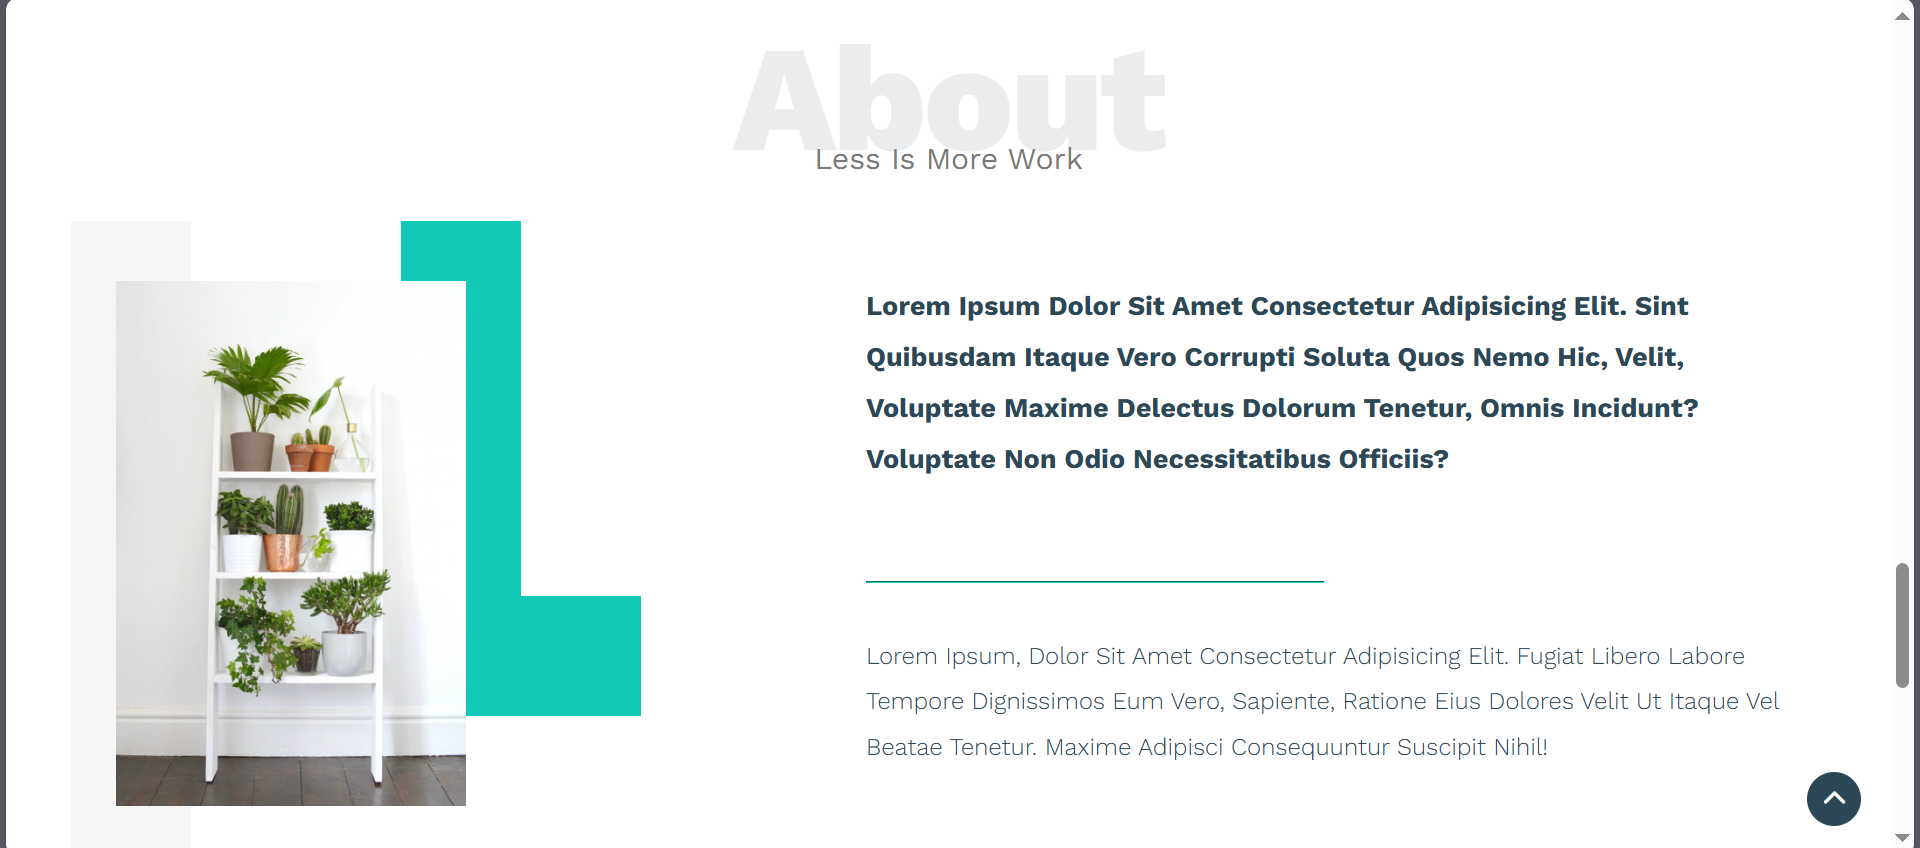 About
Less Is More Work
Lorem Ipsum Dolor Sit Amet Consectetur Adipisicing Elit. Sint
Quibusdam Itaque Vero Corrupti Soluta Quos Nemo Hic, Velit,
Voluptate Maxime Delectus Dolorum Tenetur, Omnis Incidunt?
Voluptate Non Odio Necessitatibus Officiis?
Lorem Ipsum, Dolor Sit Amet Consectetur Adipisicing Elit. Fugiat Libero Labore
Tempore Dignissimos Eum Vero, Sapiente, Ratione Eius Dolores Velit Ut Itaque Vel
Beatae Tenetur. Maxime Adipisci Consequuntur Suscipit Nihil!